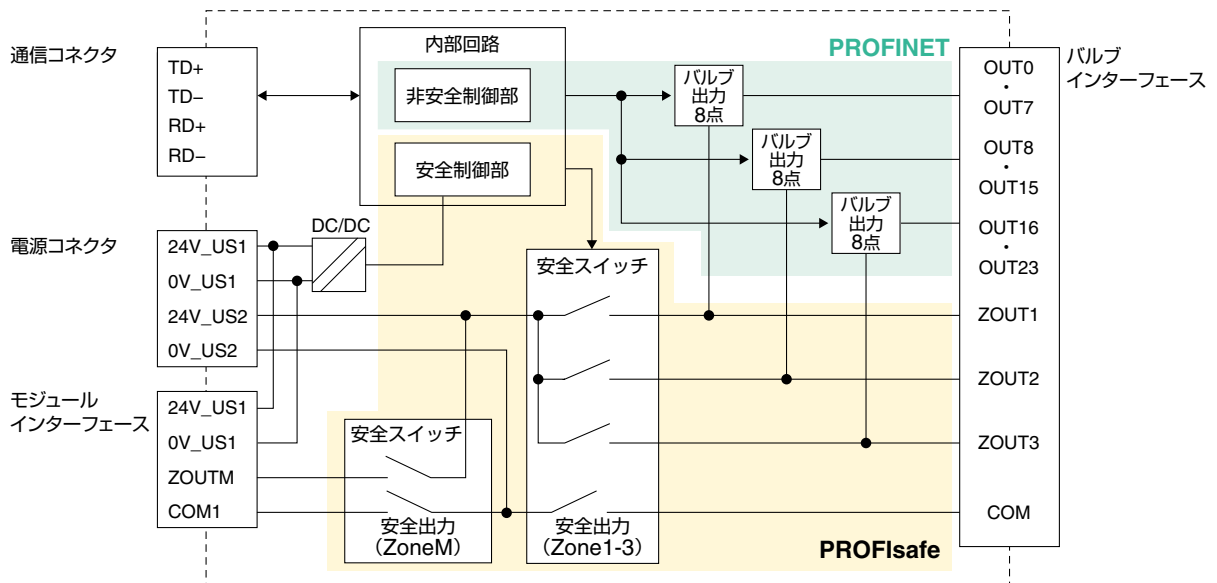 通信コネクタ
TD+
TD−
RD+
RD−
電源コネクタ
24V_US1
0V_US1
24V_US2
0V_US2
モジュール
インターフェース
24V_US1
0V_US1
ZOUTM
COM1
内部回路
非安全制御部
安全制御部
DC/DC
PROFINET
バルブ
出力
8点
バルブ
出力
8点
バルブ
出力
8点
安全スイッチ
安全出力
（Zone1-3）
安全スイッチ
安全出力
（ZoneM）
PROFIsafe
バルブ
インターフェース
OUT0
・
OUT7
OUT8
・
OUT15
OUT16
・
OUT23
ZOUT1
ZOUT2
ZOUT3
COM